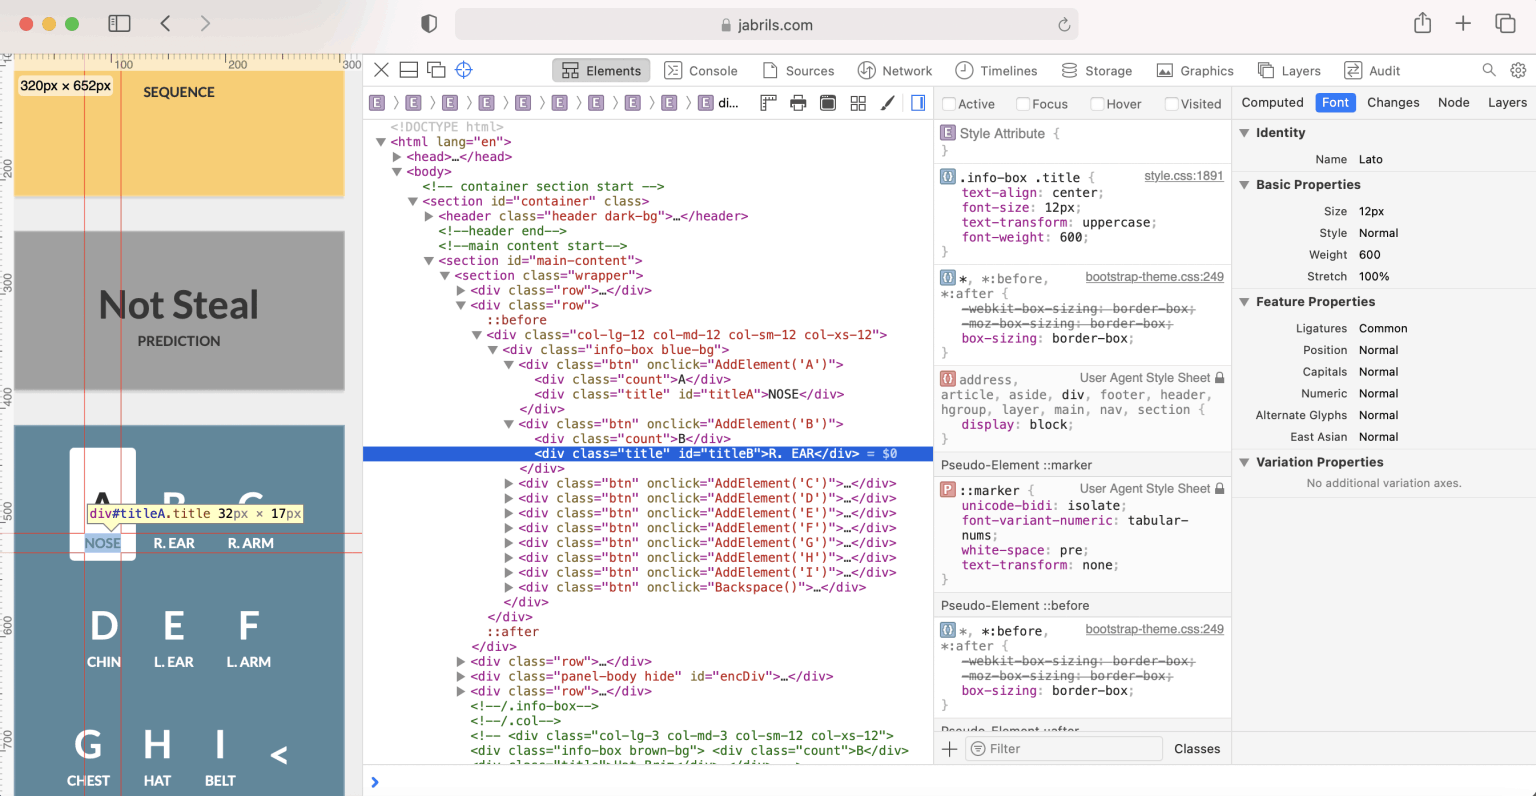 jabrils.com
100
200
300
320px × 652px
SEQUENCE
200
300
Not Steal
PREDICTION
400
500
A B C
div#titleA.title 32px × 17px
NOSE R. EAR R. ARM
600
D E F
CHIN L. EAR L. ARM
700
G H I <
CHEST HAT BELT
Elements Console Sources Network Timelines Storage Graphics Layers Audit
E E E E E E E E E E di...
<!DOCTYPE html>
<html lang="en">
<head>…</head>
<body>
<!-- container section start -->
<section id="container" class>
<header class="header dark-bg">…</header>
<!--header end-->
<!--main content start-->
<section id="main-content">
<section class="wrapper">
<div class="row">…</div>
<div class="row">
::before
<div class="col-lg-12 col-md-12 col-sm-12 col-xs-12">
<div class="info-box blue-bg">
<div class="btn" onclick="AddElement('A')">
<div class="count">A</div>
<div class="title" id="titleA">NOSE</div>
</div>
<div class="btn" onclick="AddElement('B')">
<div class="count">B</div>
<div class="title" id="titleB">R. EAR</div> = $0
</div>
<div class="btn" onclick="AddElement('C')">…</div>
<div class="btn" onclick="AddElement('D')">…</div>
<div class="btn" onclick="AddElement('E')">…</div>
<div class="btn" onclick="AddElement('F')">…</div>
<div class="btn" onclick="AddElement('G')">…</div>
<div class="btn" onclick="AddElement('H')">…</div>
<div class="btn" onclick="AddElement('I')">…</div>
<div class="btn" onclick="Backspace()">…</div>
</div>
</div>
::after
</div>
<div class="row">…</div>
<div class="panel-body hide" id="encDiv">…</div>
<div class="row">…</div>
<!--/.info-box-->
<!--/.col-->
<!-- <div class="col-lg-3 col-md-3 col-sm-12 col-xs-12">
<div class="info-box brown-bg"> <div class="count">B</div>
Active Focus Hover Visited
E Style Attribute {
}
.info-box .title { style.css:1891
text-align: center;
font-size: 12px;
text-transform: uppercase;
font-weight: 600;
}
*, *:before, bootstrap-theme.css:249
*:after {
-webkit-box-sizing: border-box;
-moz-box-sizing: border-box;
box-sizing: border-box;
}
address, User Agent Style Sheet
article, aside, div, footer, header,
hgroup, layer, main, nav, section {
display: block;
}
Pseudo-Element ::marker
P ::marker { User Agent Style Sheet
unicode-bidi: isolate;
font-variant-numeric: tabular-
nums;
white-space: pre;
text-transform: none;
}
Pseudo-Element ::before
*, *:before, bootstrap-theme.css:249
*:after {
-webkit-box-sizing: border-box;
-moz-box-sizing: border-box;
box-sizing: border-box;
}
Pseudo-Element ::after
Filter Classes
Computed Font Changes Node Layers
Identity
Name Lato
Basic Properties
Size 12px
Style Normal
Weight 600
Stretch 100%
Feature Properties
Ligatures Common
Position Normal
Capitals Normal
Numeric Normal
Alternate Glyphs Normal
East Asian Normal
Variation Properties
No additional variation axes.